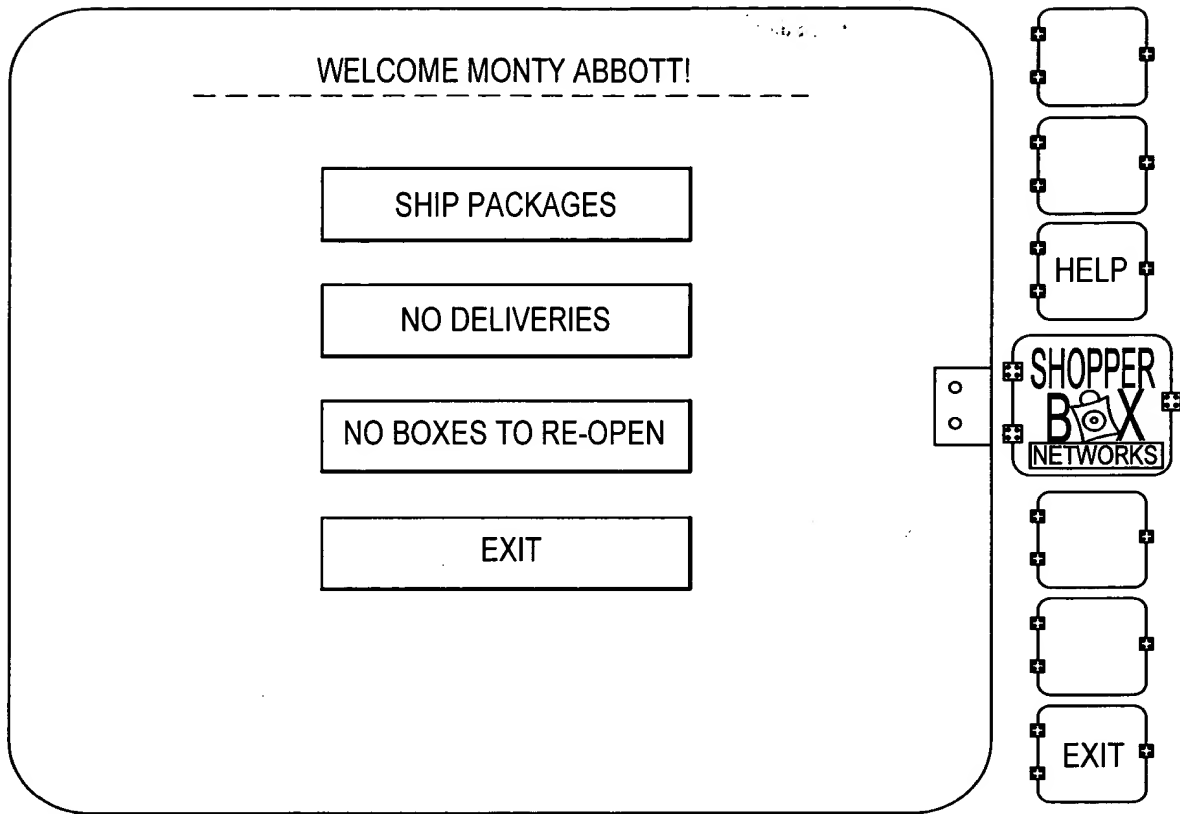 WELCOME MONTY ABBOTT!
SHIP PACKAGES
NO DELIVERIES
NO BOXES TO RE-OPEN
EXIT
HELP
SHOPPER
BOX
NETWORKS
EXIT